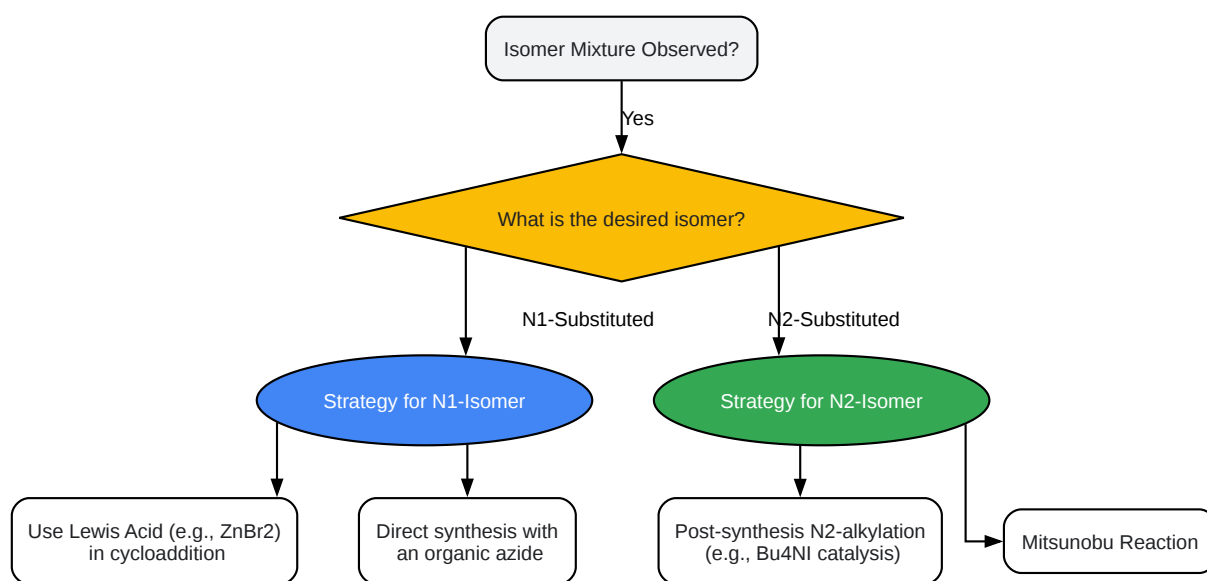 Isomer Mixture Observed?
Yes
What is the desired isomer?
N1-Substituted
N2-Substituted
Strategy for N1-Isomer
Strategy for N2-Isomer
Use Lewis Acid (e.g., ZnBr2)
in cycloaddition
Direct synthesis with
an organic azide
Post-synthesis N2-alkylation
(e.g., Bu4NI catalysis)
Mitsunobu Reaction